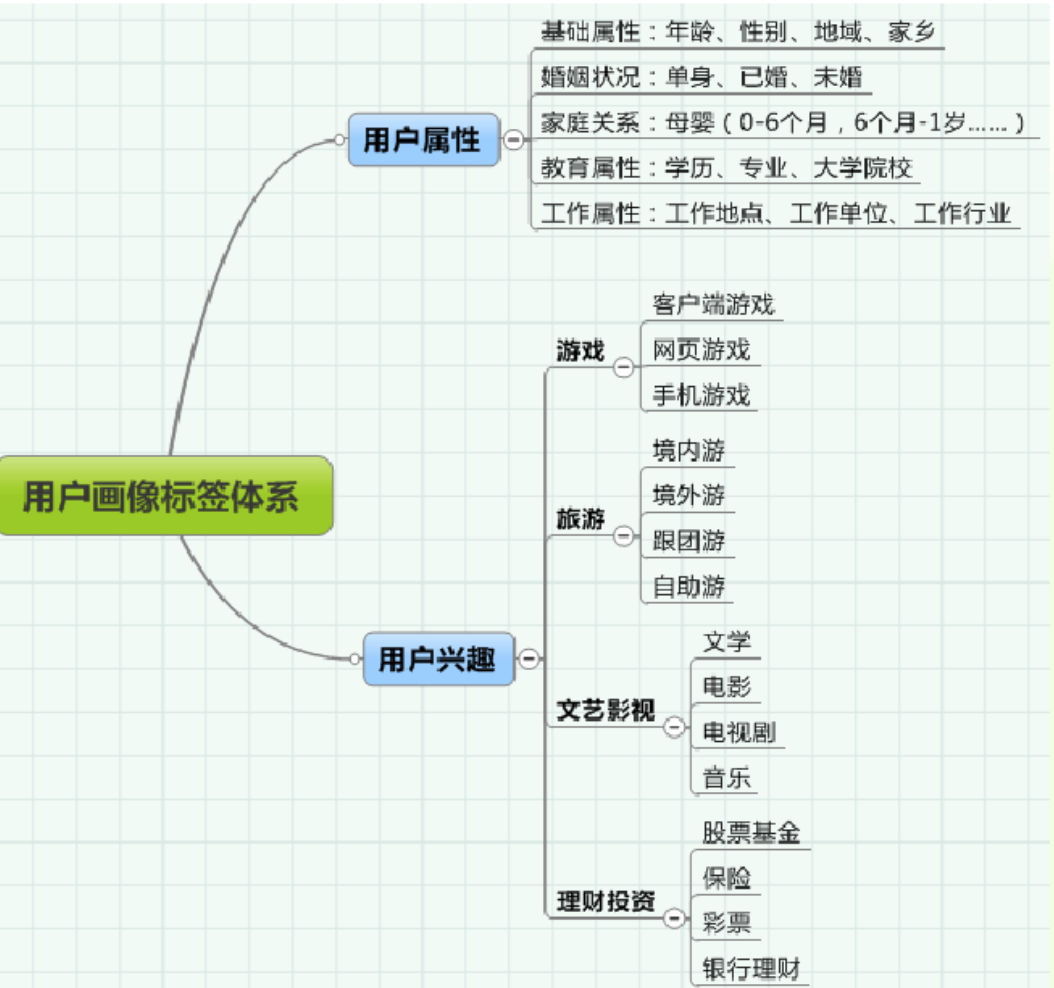 基础属性：年龄、性别、地域、家乡
婚姻状况：单身、已婚、未婚
用户属性
家庭关系：母婴（0-6个月，6个月-1岁……）
教育属性：学历、专业、大学院校
工作属性：工作地点、工作单位、工作行业
用户画像标签体系
用户兴趣
游戏
客户端游戏
网页游戏
手机游戏
旅游
境内游
境外游
跟团游
自助游
文艺影视
文学
电影
电视剧
音乐
理财投资
股票基金
保险
彩票
银行理财